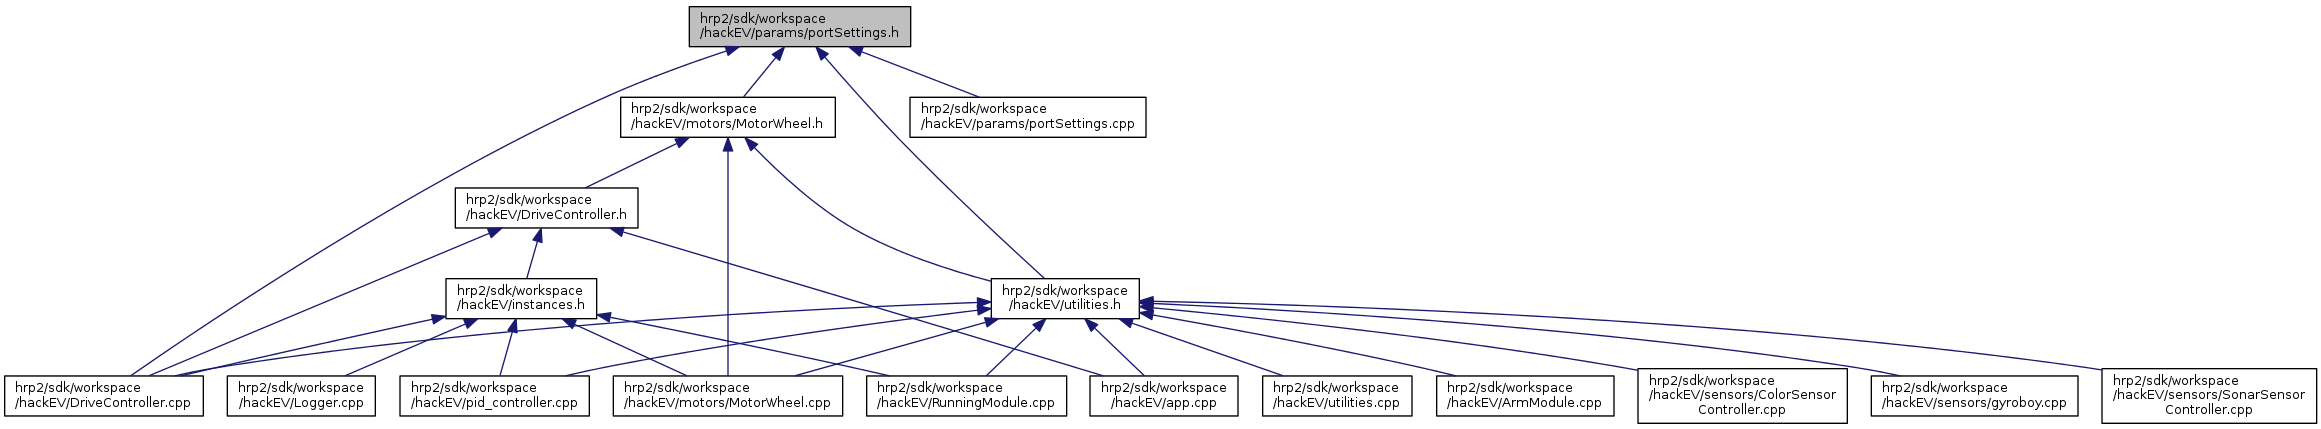 hrp2/sdk/workspace
/hackEV/params/portSettings.h
hrp2/sdk/workspace
/hackEV/motors/MotorWheel.h
hrp2/sdk/workspace
/hackEV/params/portSettings.cpp
hrp2/sdk/workspace
/hackEV/DriveController.h
hrp2/sdk/workspace
/hackEV/instances.h
hrp2/sdk/workspace
/hackEV/utilities.h
hrp2/sdk/workspace
/hackEV/DriveController.cpp
hrp2/sdk/workspace
/hackEV/Logger.cpp
hrp2/sdk/workspace
/hackEV/pid_controller.cpp
hrp2/sdk/workspace
/hackEV/motors/MotorWheel.cpp
hrp2/sdk/workspace
/hackEV/RunningModule.cpp
hrp2/sdk/workspace
/hackEV/app.cpp
hrp2/sdk/workspace
/hackEV/utilities.cpp
hrp2/sdk/workspace
/hackEV/ArmModule.cpp
hrp2/sdk/workspace
/hackEV/sensors/ColorSensor
Controller.cpp
hrp2/sdk/workspace
/hackEV/sensors/gyroboy.cpp
hrp2/sdk/workspace
/hackEV/sensors/SonarSensor
Controller.cpp